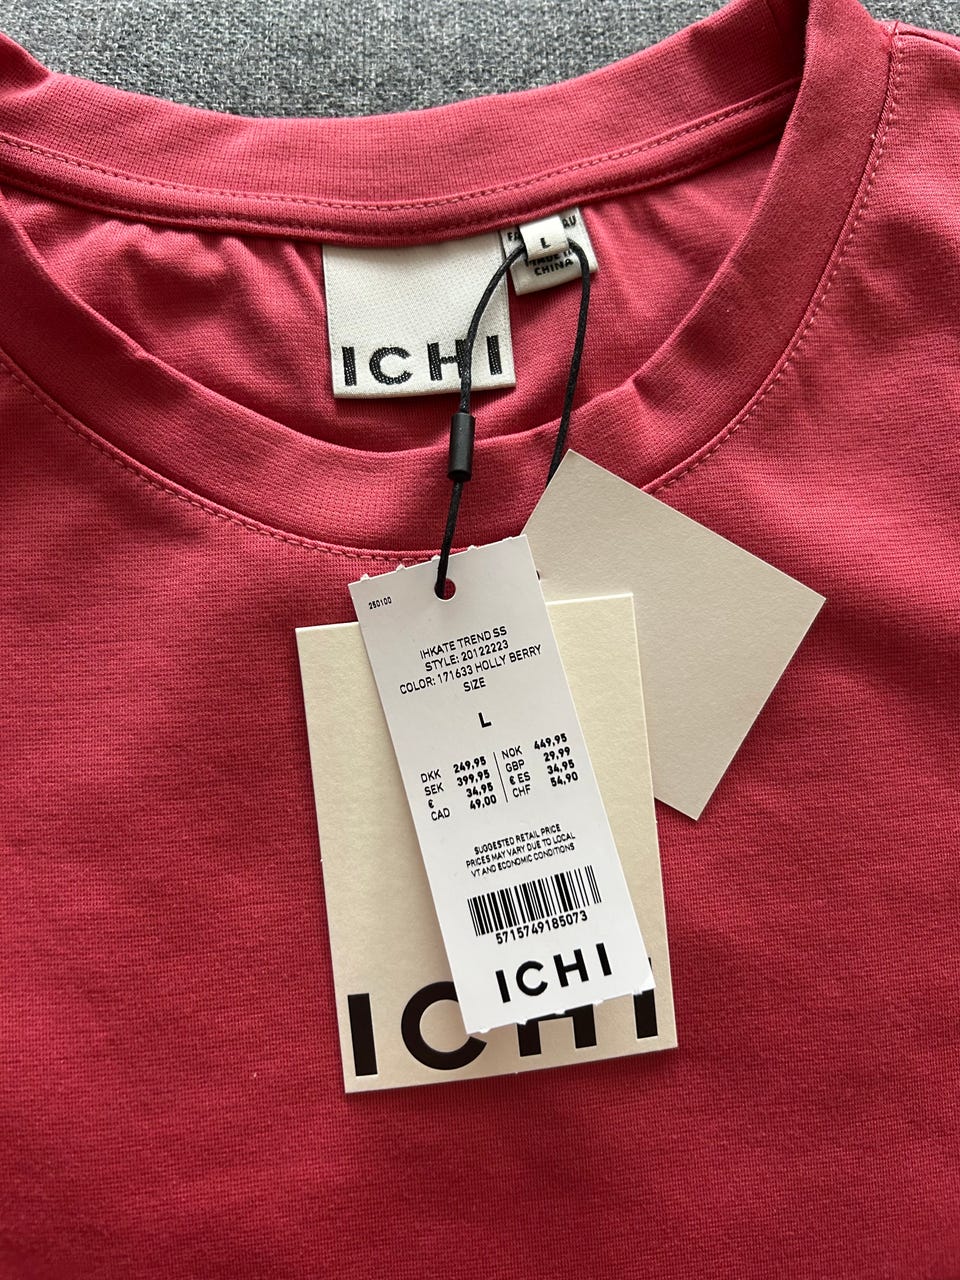 ICHI
L
MADE IN
CHINA
250100
IHKATE TREND SS
STYLE: 20122223
COLOR: 171633 HOLLY BERRY
SIZE
L
DKK 249,95 NOK 449,95
SEK 399,95 GBP 29,99
€ 34,95 € ES 34,95
CAD 49,00 CHF 54,90
SUGGESTED RETAIL PRICE
PRICES MAY VARY DUE TO LOCAL
VT AND ECONOMIC CONDITIONS
5715749185073
ICHI
ICHI